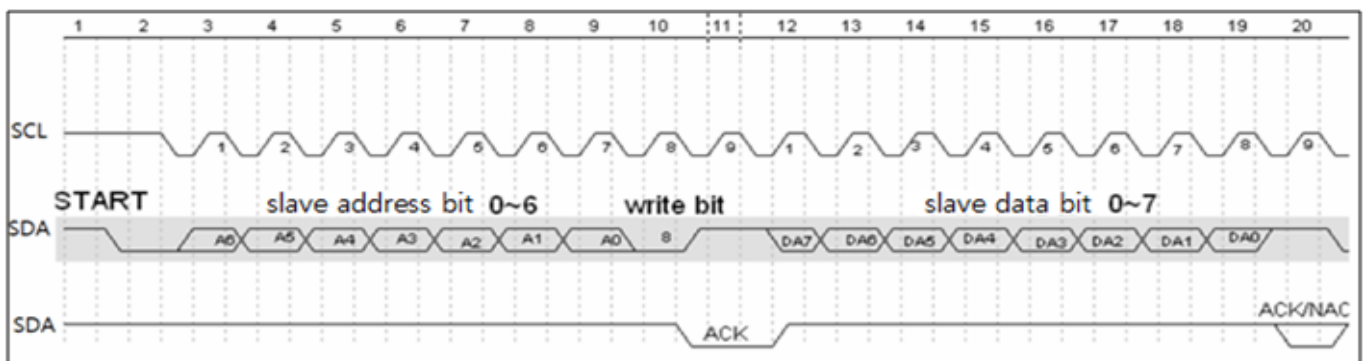 1 2 3 4 5 6 7 8 9 10 11 12 13 14 15 16 17 18 19 20
SCL 1 2 3 4 5 6 7 8 9 1 2 3 4 5 6 7 8 9
START slave address bit 0~6 write bit slave data bit 0~7
SDA A6 A5 A4 A3 A2 A1 A0 8 DA7 DA6 DA5 DA4 DA3 DA2 DA1 DA0
ACK/NAC
SDA ACK